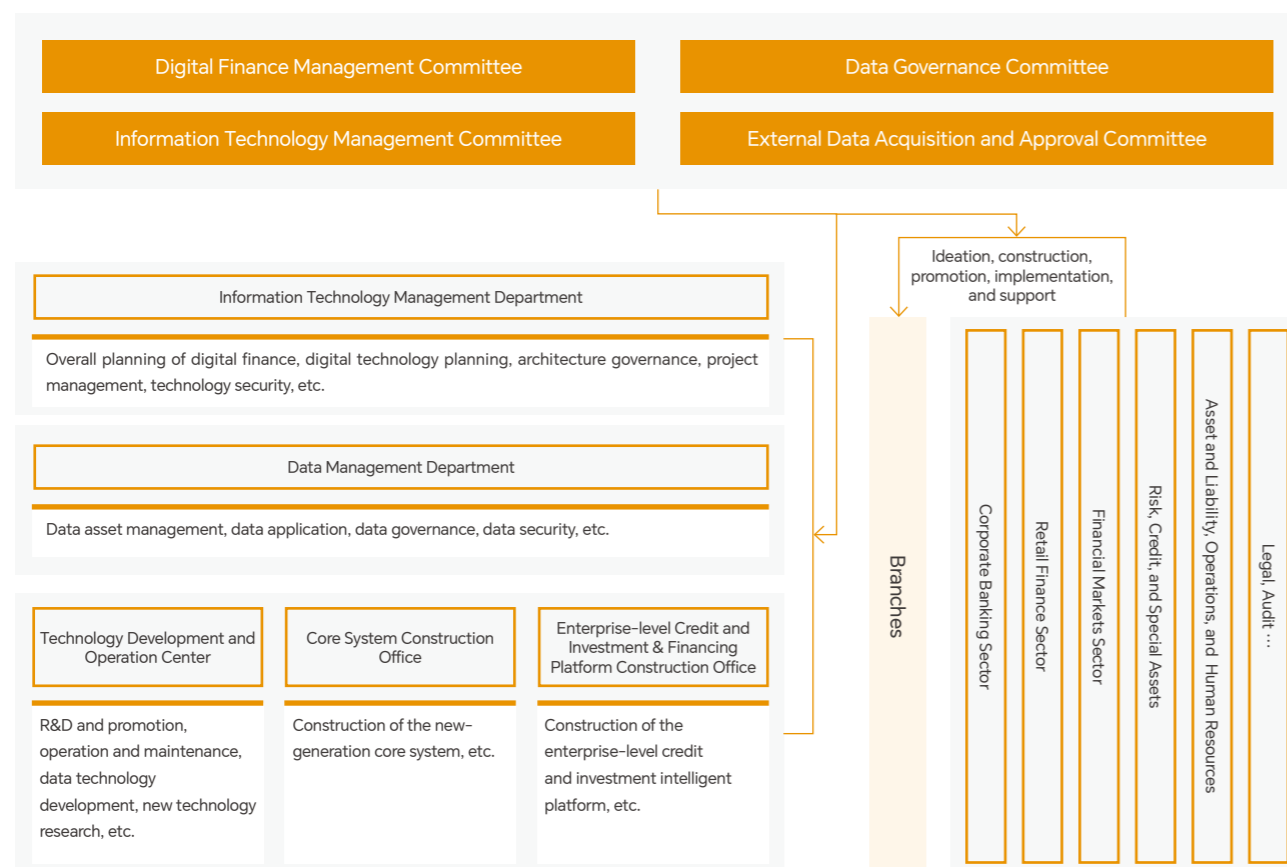 Digital Finance Management Committee
Data Governance Committee
Information Technology Management Committee
External Data Acquisition and Approval Committee
Ideation, construction,
promotion, implementation,
and support
Information Technology Management Department
Overall planning of digital finance, digital technology planning, architecture governance, project
management, technology security, etc.
Data Management Department
Data asset management, data application, data governance, data security, etc.
Technology Development and
Operation Center
R&D and promotion,
operation and maintenance,
data technology
development, new technology
research, etc.
Core System Construction
Office
Construction of the new-
generation core system, etc.
Enterprise-level Credit and
Investment & Financing
Platform Construction Office
Construction of the
enterprise-level credit
and investment intelligent
platform, etc.
Branches
Corporate Banking Sector
Retail Finance Sector
Financial Markets Sector
Risk, Credit, and Special Assets
Asset and Liability, Operations, and Human Resources
Legal, Audit ···